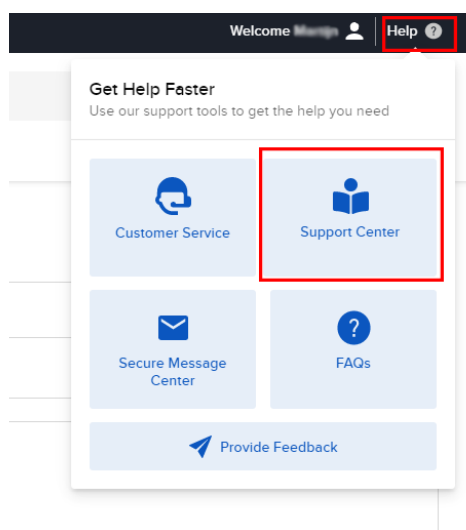 Welcome
Help ?
Get Help Faster
Use our support tools to get the help you need
Customer Service
Support Center
Secure Message
Center
?
FAQs
Provide Feedback